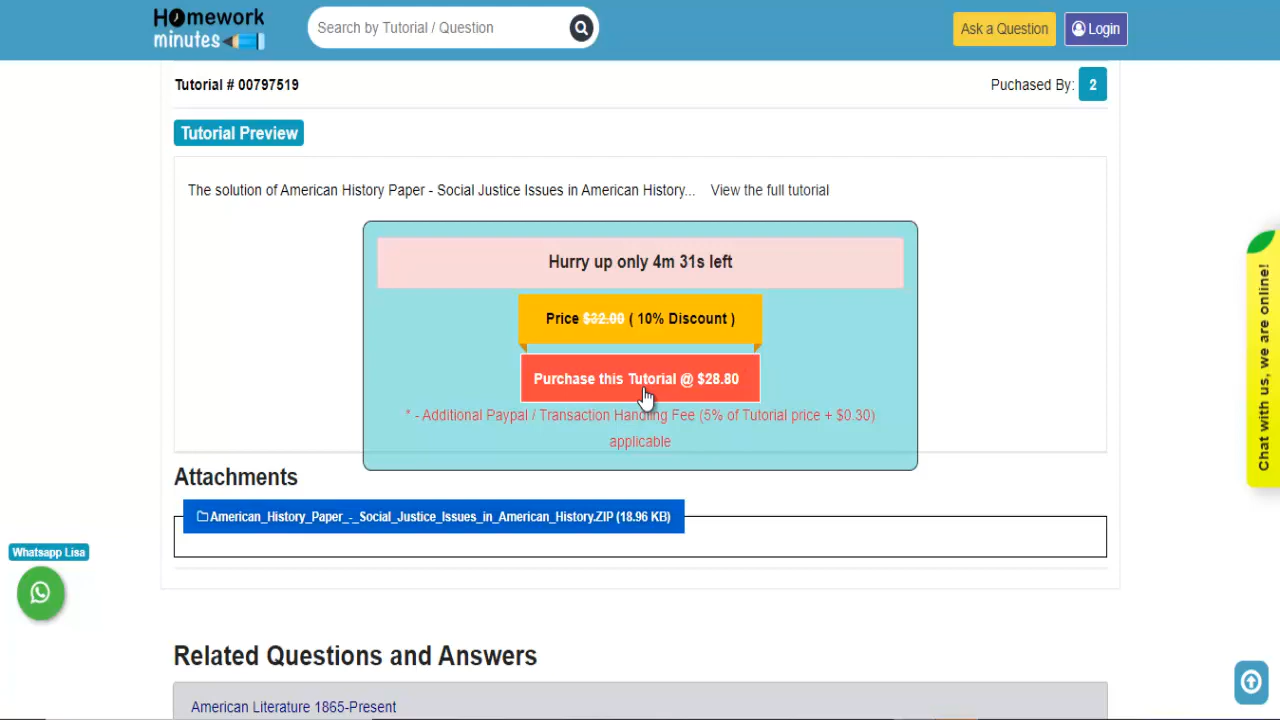 Homework
minutes
Search by Tutorial / Question
Ask a Question
Login
Tutorial # 00797519
Puchased By: 2
Tutorial Preview
The solution of American History Paper - Social Justice Issues in American History... View the full tutorial
Hurry up only 4m 31s left
Price $32.00 ( 10% Discount )
Purchase this Tutorial @ $28.80
* - Additional Paypal / Transaction Handling Fee (5% of Tutorial price + $0.30)
applicable
Chat with us, we are online!
Attachments
American_History_Paper_-_Social_Justice_Issues_in_American_History.ZIP (18.96 KB)
Whatsapp Lisa
Related Questions and Answers
American Literature 1865-Present